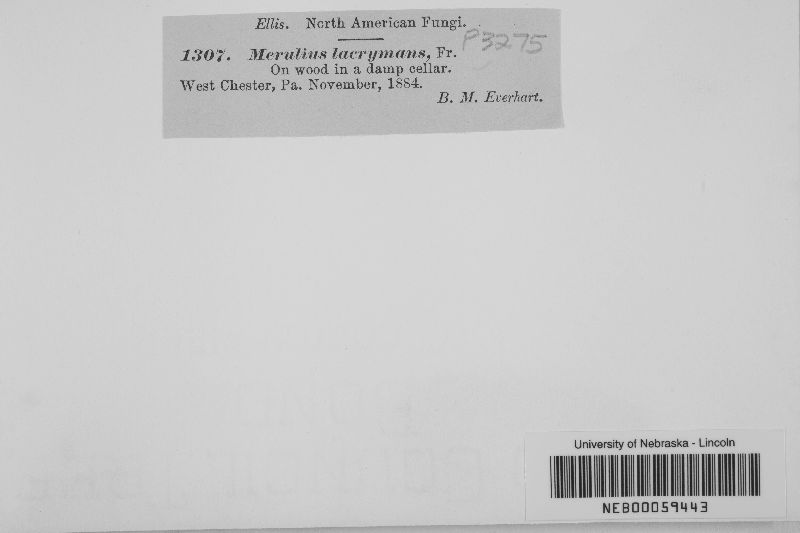 Ellis. North American Fungi.
P3275
1307. Merulius lacrymans, Fr.
On wood in a damp cellar.
West Chester, Pa. November, 1884.
B. M. Everhart.
University of Nebraska - Lincoln
NEB00059443